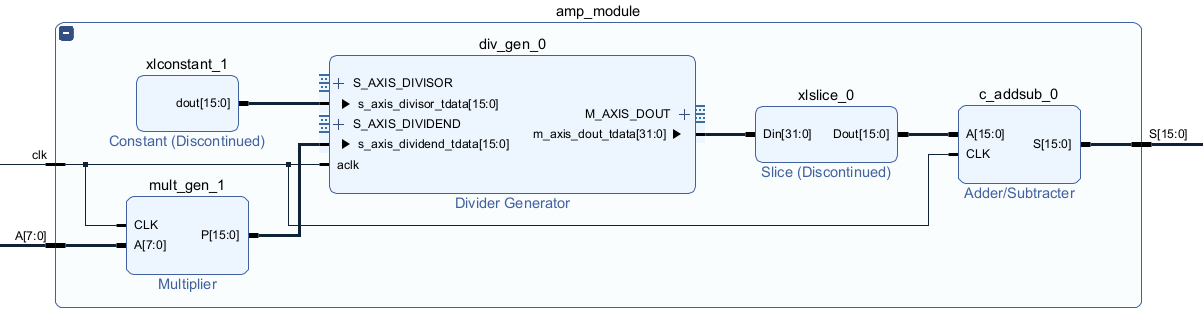 amp_module
div_gen_0
xlconstant_1
dout[15:0]
Constant (Discontinued)
S_AXIS_DIVISOR
s_axis_divisor_tdata[15:0]
S_AXIS_DIVIDEND
s_axis_dividend_tdata[15:0]
aclk
M_AXIS_DOUT
m_axis_dout_tdata[31:0]
Divider Generator
xlslice_0
Din[31:0] Dout[15:0]
Slice (Discontinued)
c_addsub_0
A[15:0]
CLK
S[15:0]
Adder/Subtracter
S[15:0]
clk
mult_gen_1
CLK
A[7:0]
P[15:0]
Multiplier
A[7:0]